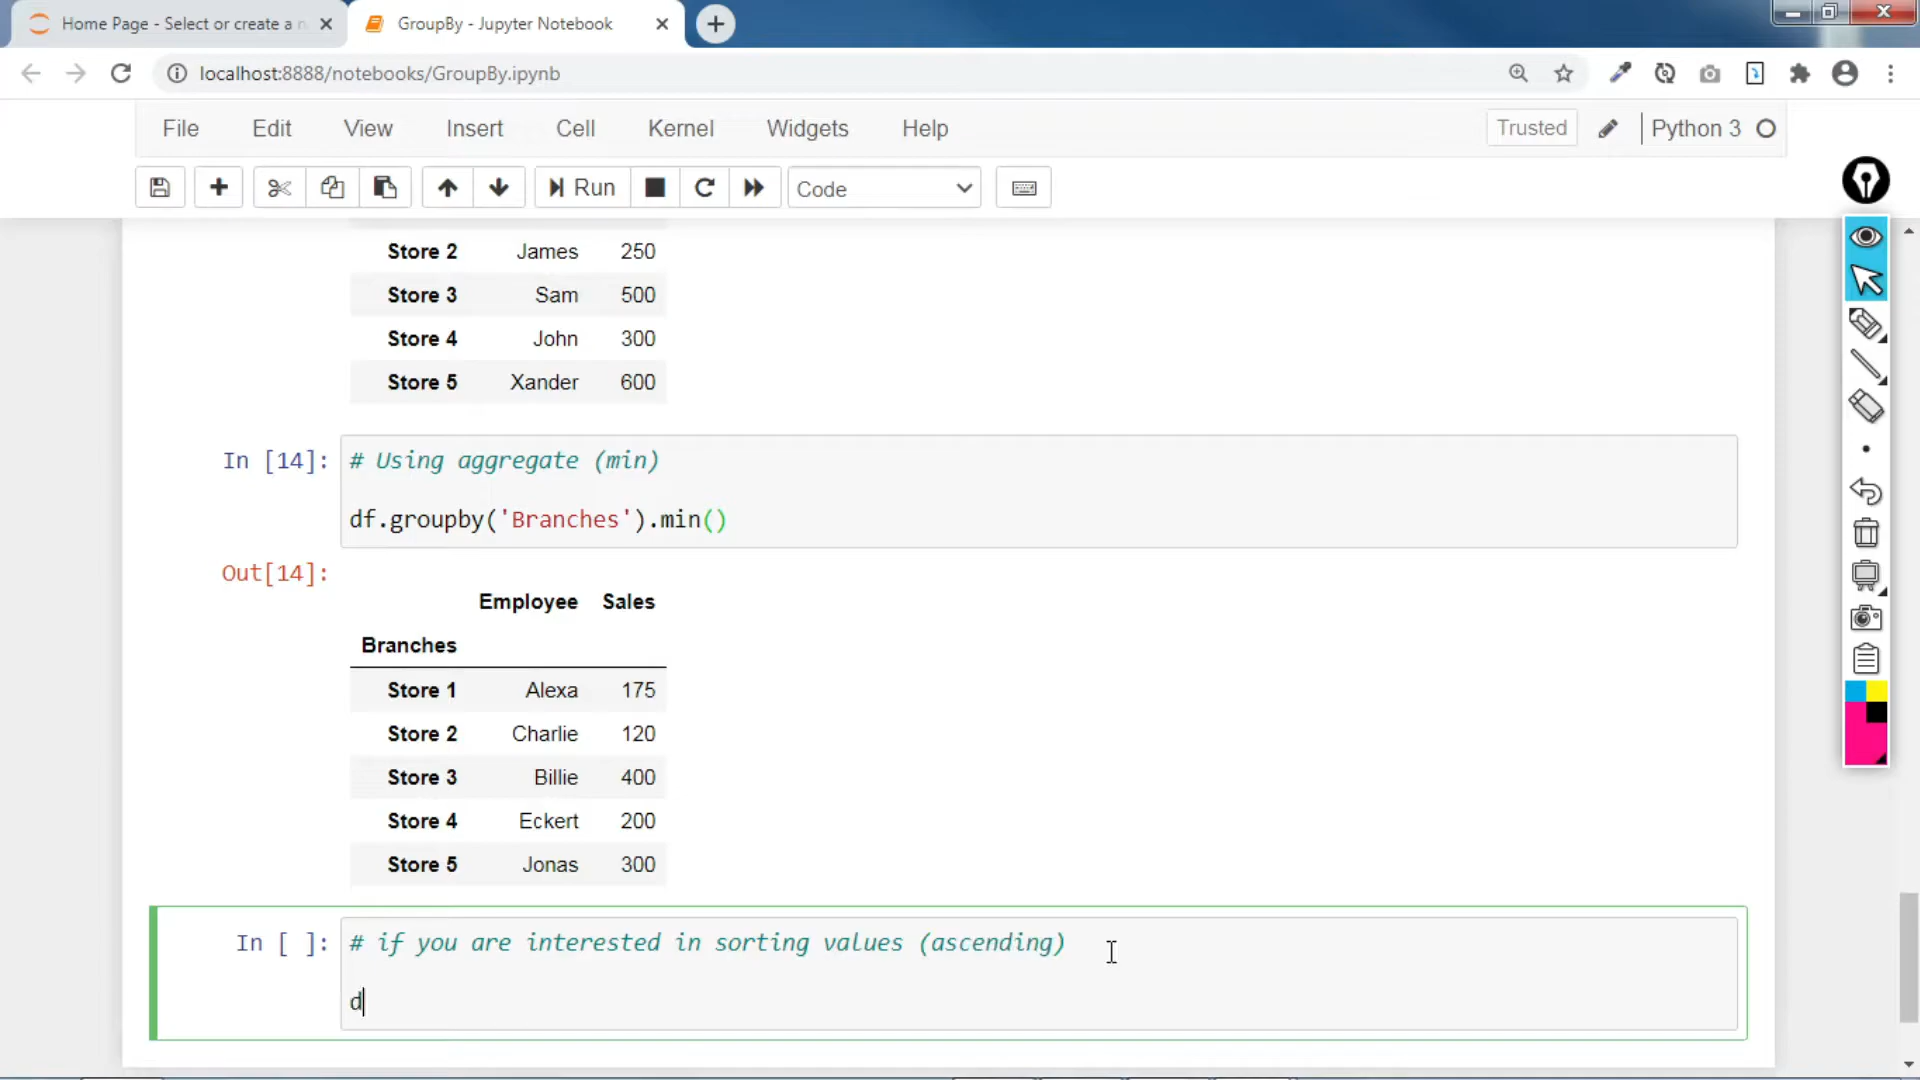 Home Page - Select or create a n
GroupBy - Jupyter Notebook
localhost:8888/notebooks/GroupBy.ipynb
File Edit View Insert Cell Kernel Widgets Help Trusted Python 3
Run Code
Store 2 James 250
Store 3 Sam 500
Store 4 John 300
Store 5 Xander 600
In [14]: # Using aggregate (min)
df.groupby('Branches').min()
Out[14]:
Employee Sales
Branches
Store 1 Alexa 175
Store 2 Charlie 120
Store 3 Billie 400
Store 4 Eckert 200
Store 5 Jonas 300
In [ ]: # if you are interested in sorting values (ascending)
d